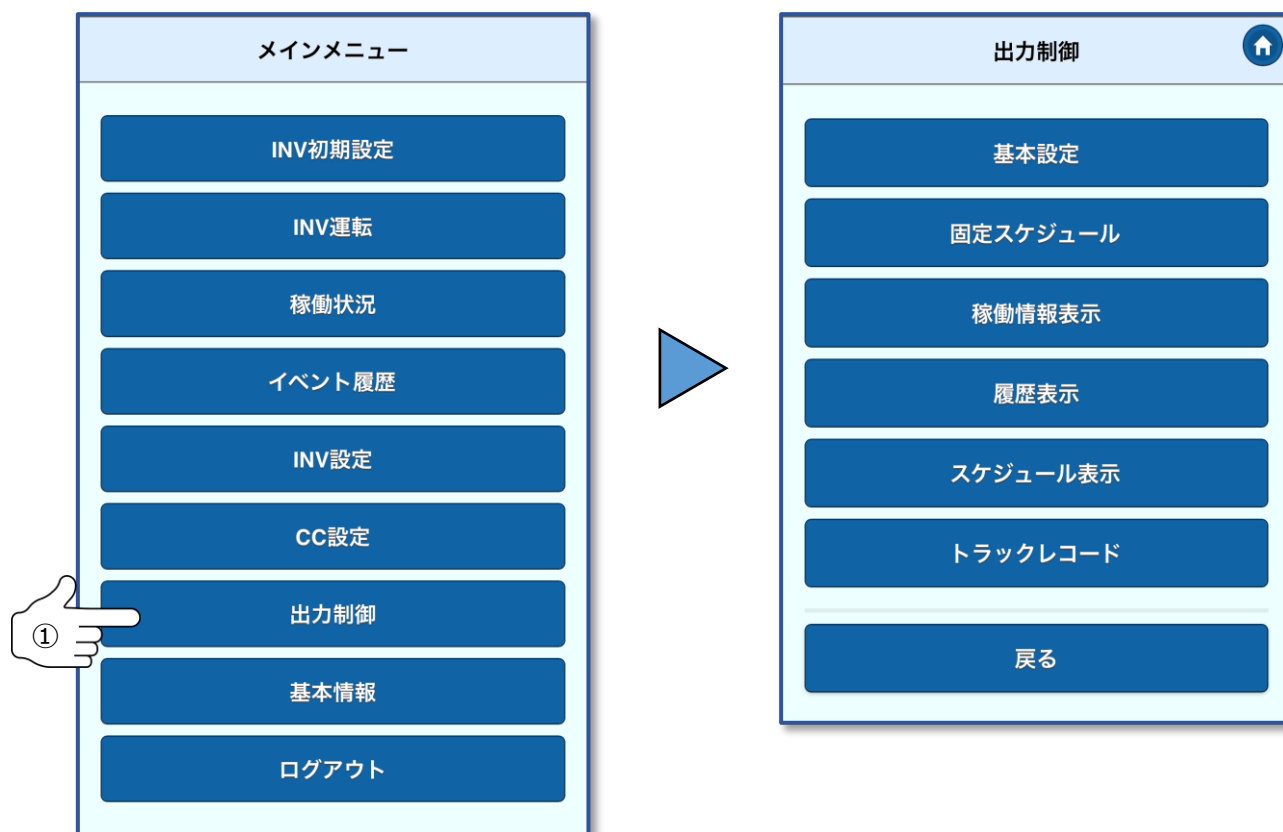 メインメニュー
INV初期設定
INV運転
稼働状況
イベント履歴
INV設定
CC設定
出力制御
①
基本情報
ログアウト
出力制御
基本設定
固定スケジュール
稼働情報表示
履歴表示
スケジュール表示
トラックレコード
戻る